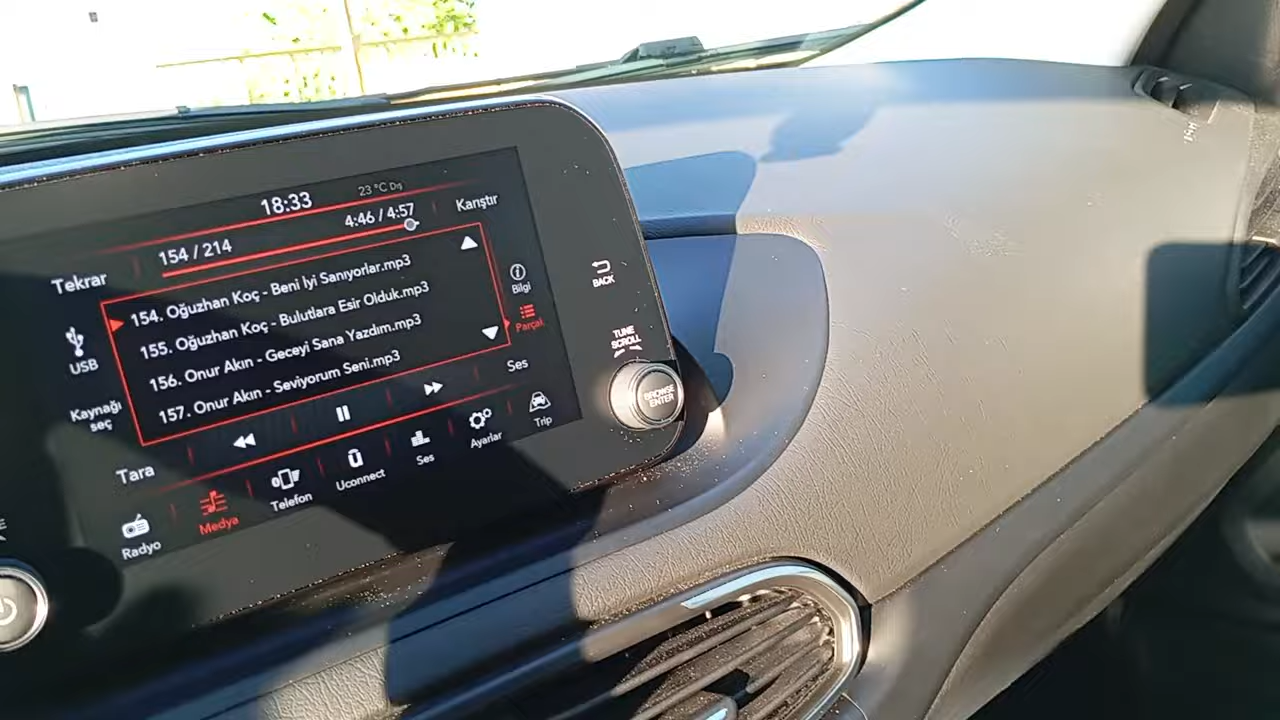 18:33
23 °C Dış
154 / 214
4:46 / 4:57
Karıştır
Tekrar
154. Oğuzhan Koç - Beni İyi Sanıyorlar.mp3
155. Oğuzhan Koç - Bulutlara Esir Olduk.mp3
156. Onur Akın - Geceyi Sana Yazdım.mp3
157. Onur Akın - Seviyorum Seni.mp3
USB
Kaynağı
seç
Bilgi
Parçal
Ses
Tara
Radyo
Medya
Telefon
Uconnect
Ses
Ayarlar
Trip
BACK
TUNE
SCROLL
BROWSE
ENTER